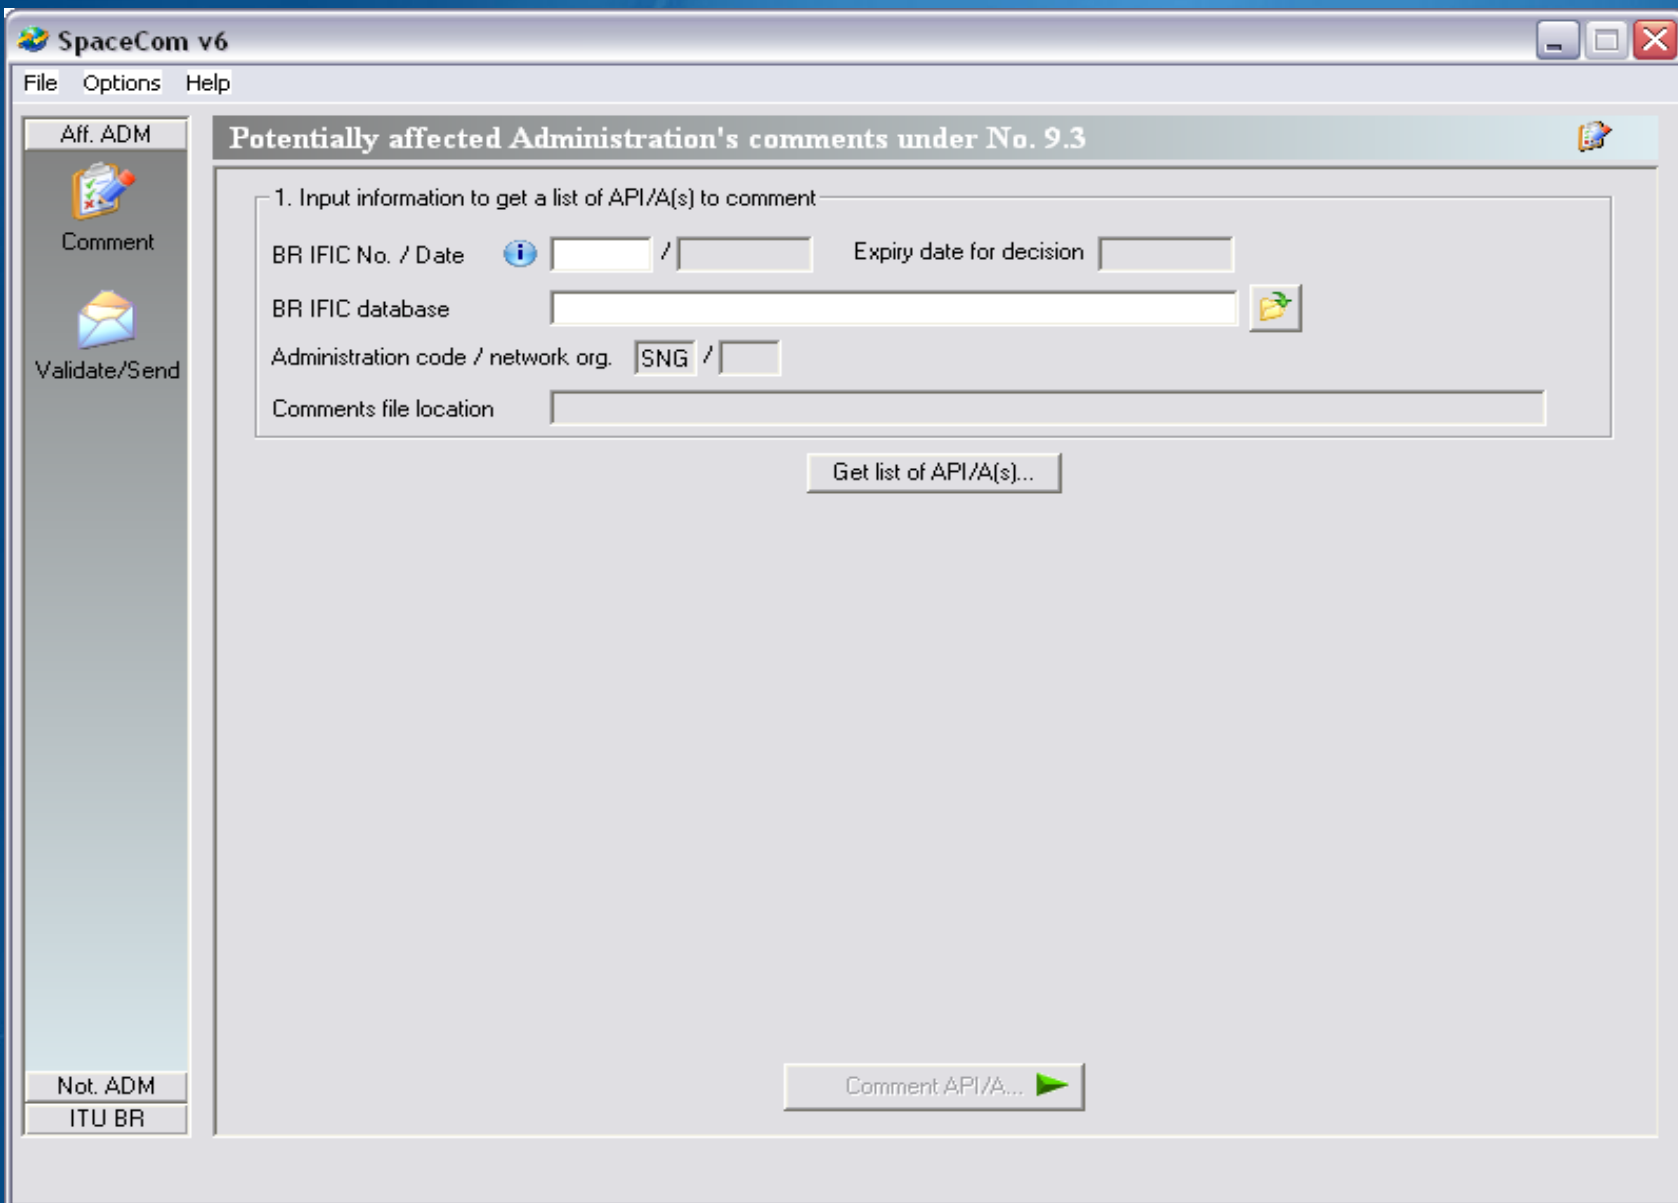 SpaceCom v6
File Options Help
Aff. ADM
Comment
Validate/Send
Not. ADM
ITU BR
Potentially affected Administration's comments under No. 9.3
1. Input information to get a list of API/A(s) to comment
BR IFIC No. / Date / Expiry date for decision
BR IFIC database
Administration code / network org. SNG /
Comments file location
Get list of API/A(s)...
Comment API/A...